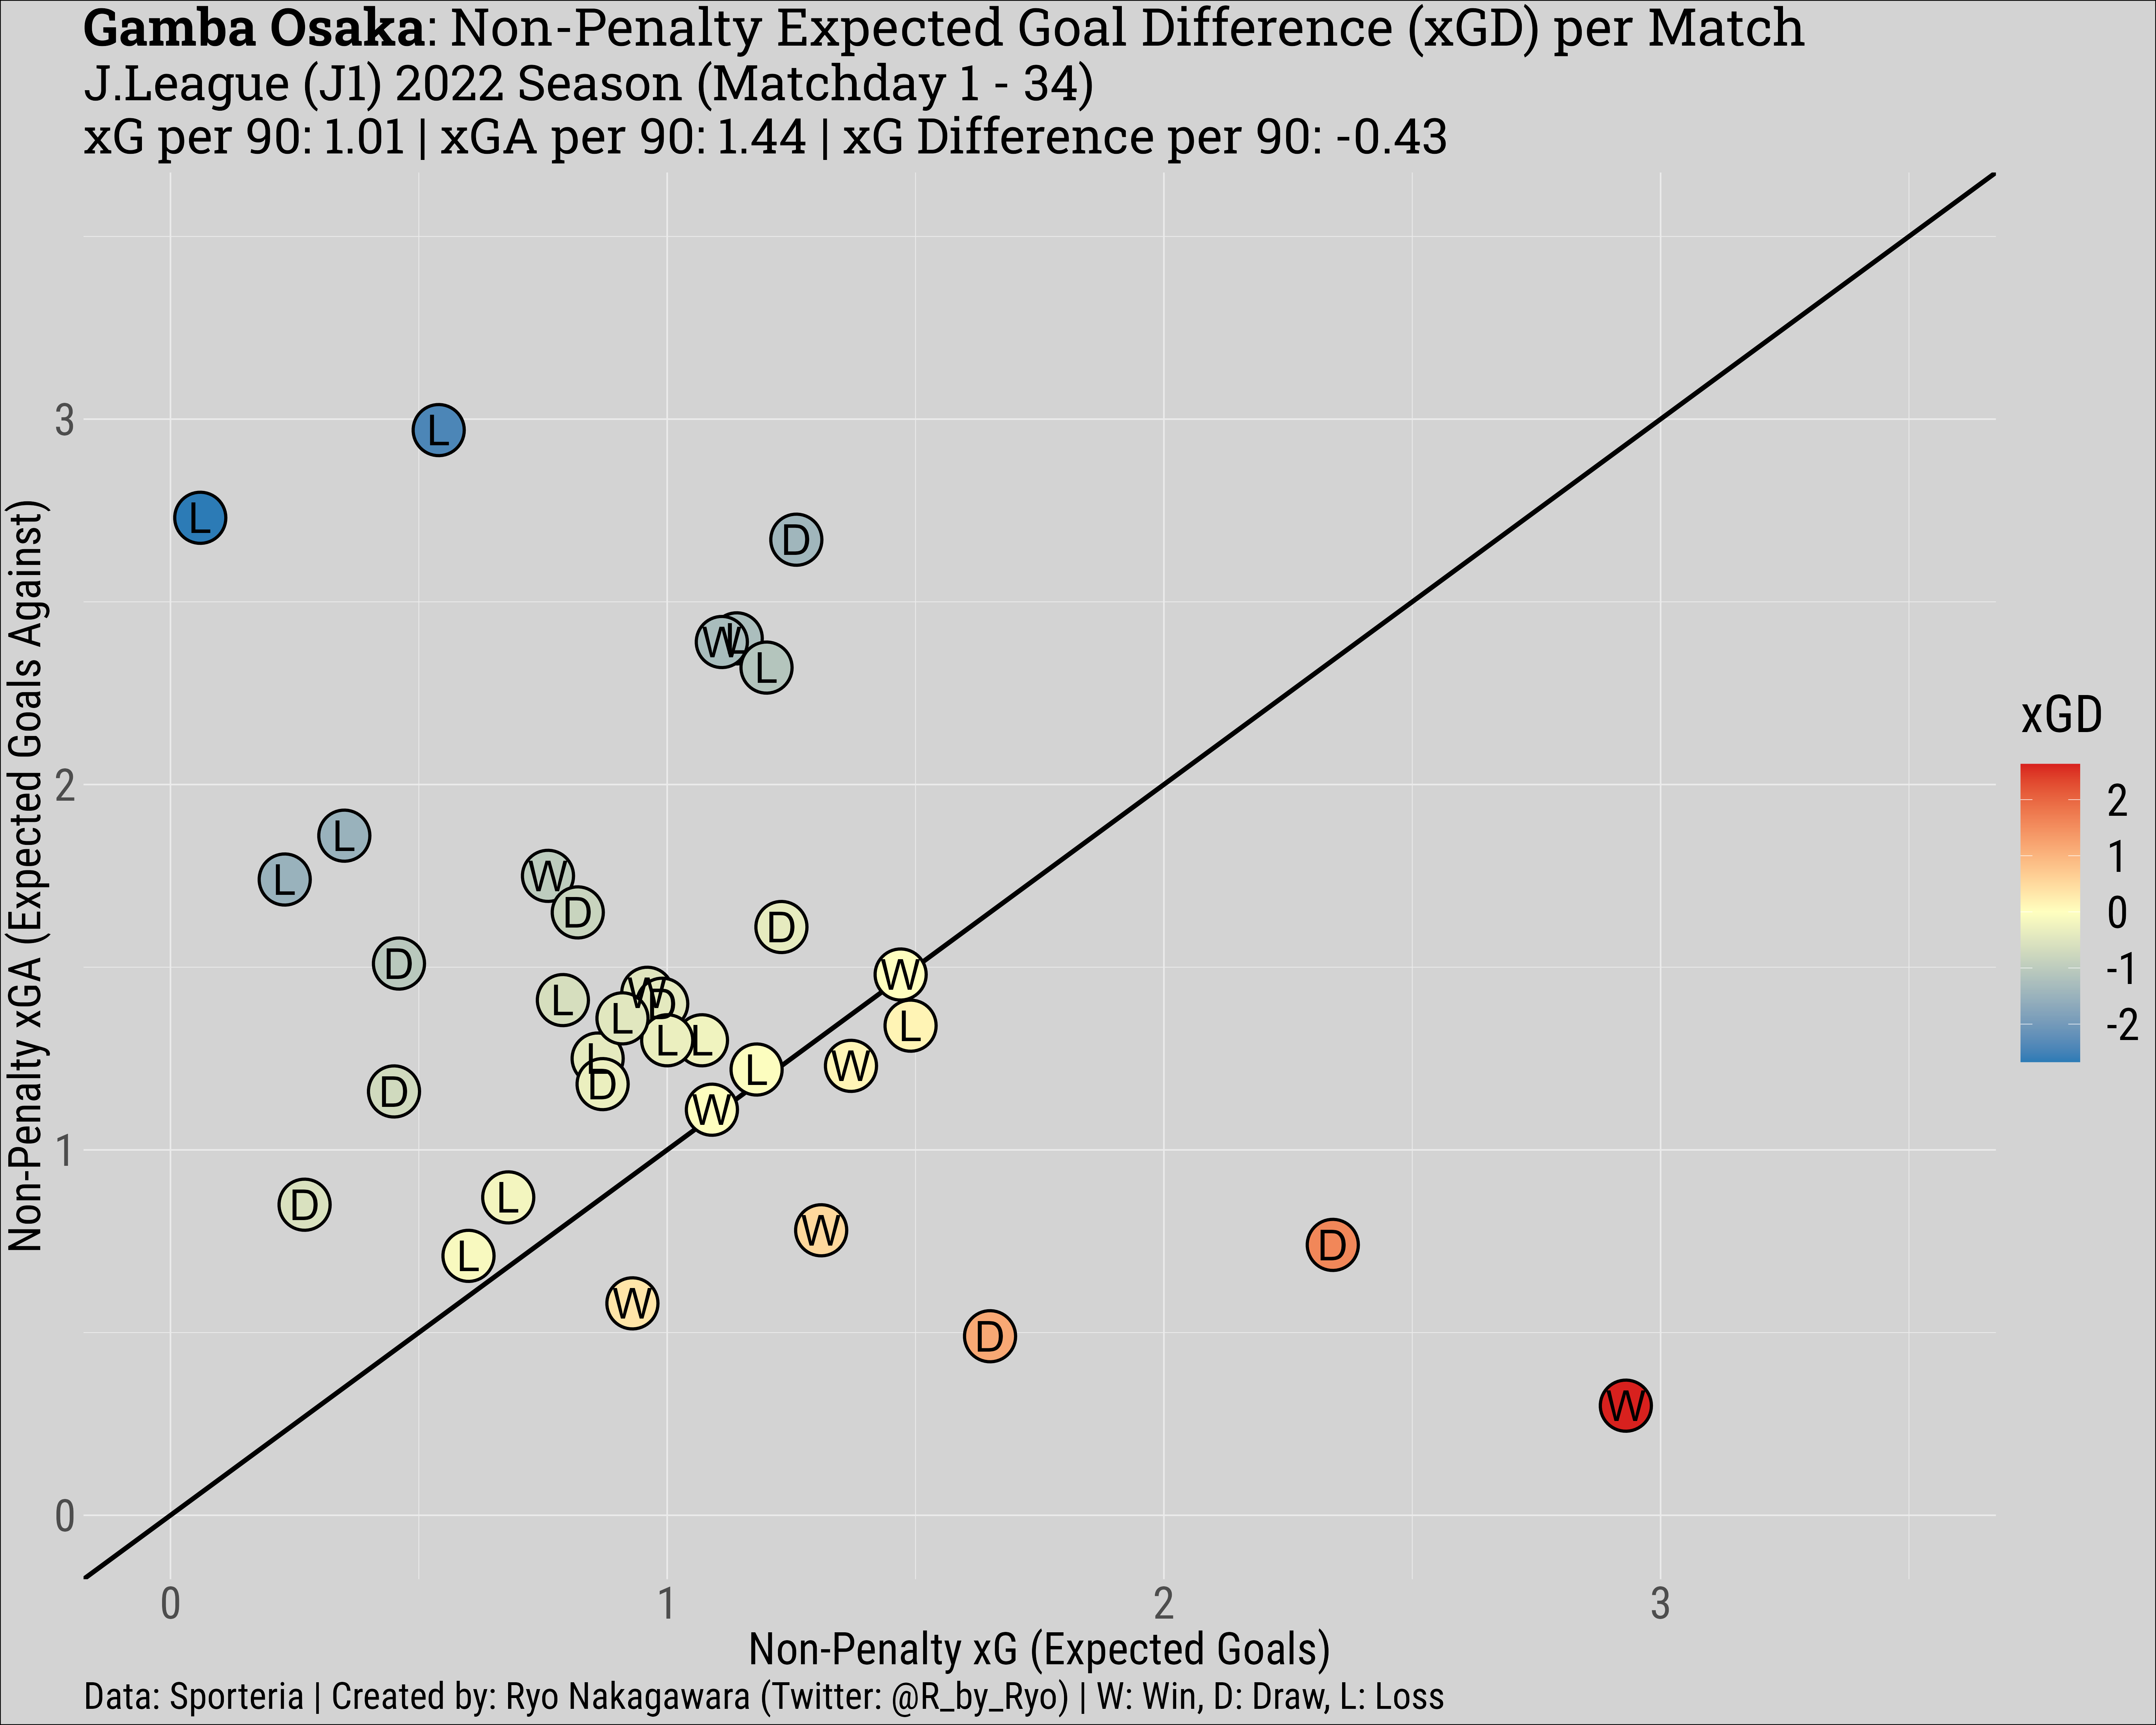 Gamba Osaka: Non-Penalty Expected Goal Difference (xGD) per Match
J.League (J1) 2022 Season (Matchday 1 - 34)
xG per 90: 1.01 | xGA per 90: 1.44 | xG Difference per 90: -0.43
Non-Penalty xGA (Expected Goals Against)
3
2
1
0
L
L
D
W
L
L
L
L
W
D
D
D
W
L
W
D
L
L
L
L
L
D
D
L
W
W
D
L
L
W
D
W
D
W
xGD
2
1
0
-1
-2
0
1
2
3
Non-Penalty xG (Expected Goals)
Data: Sporteria | Created by: Ryo Nakagawara (Twitter: @R_by_Ryo) | W: Win, D: Draw, L: Loss